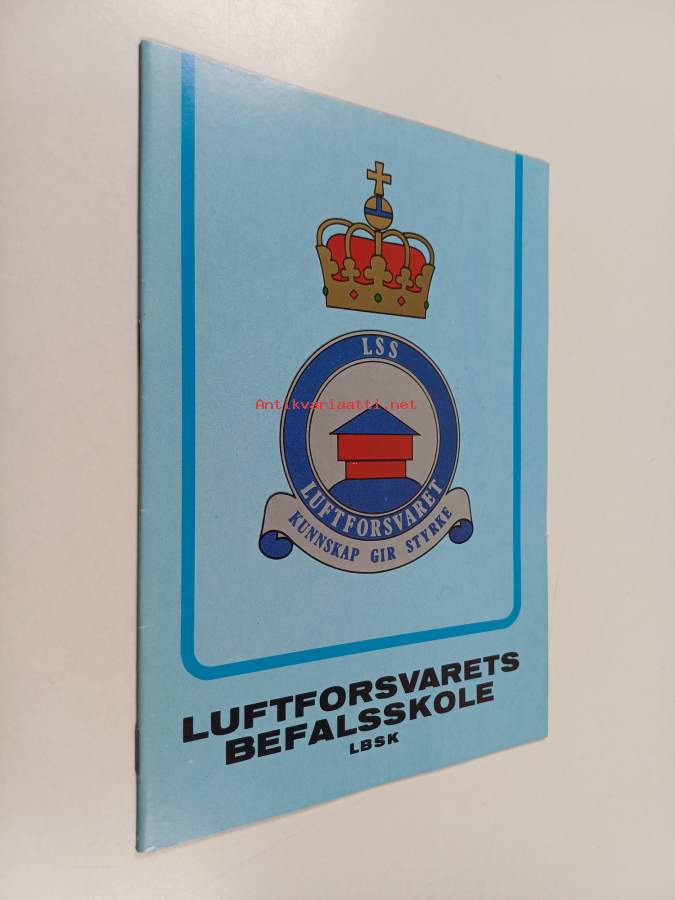 LSS
Antikvariaatti.net
LUFTFORSVARET
KUNNSKAP GIR STYRKE
LUFTFORSVARETS
BEFALSSKOLE
LBSK